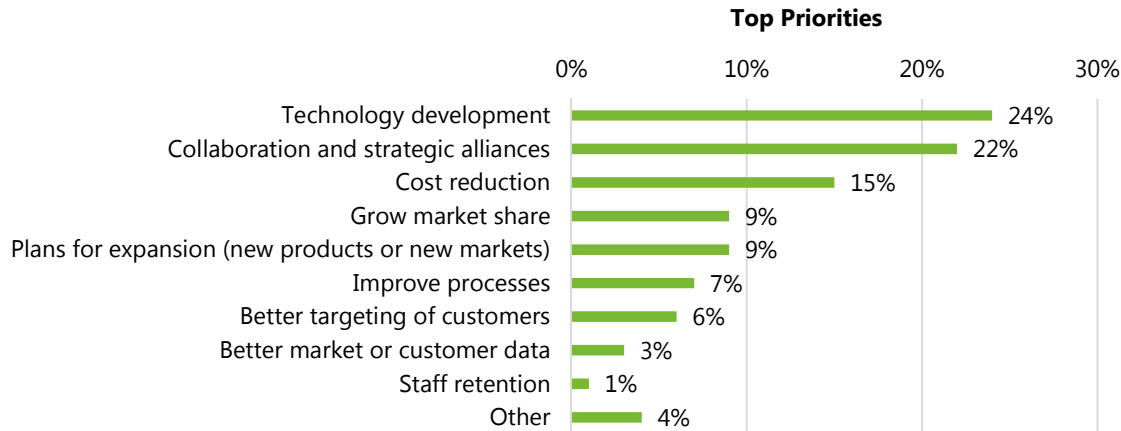 Top Priorities
0% 10% 20% 30%
Technology development 24%
Collaboration and strategic alliances 22%
Cost reduction 15%
Grow market share 9%
Plans for expansion (new products or new markets) 9%
Improve processes 7%
Better targeting of customers 6%
Better market or customer data 3%
Staff retention 1%
Other 4%